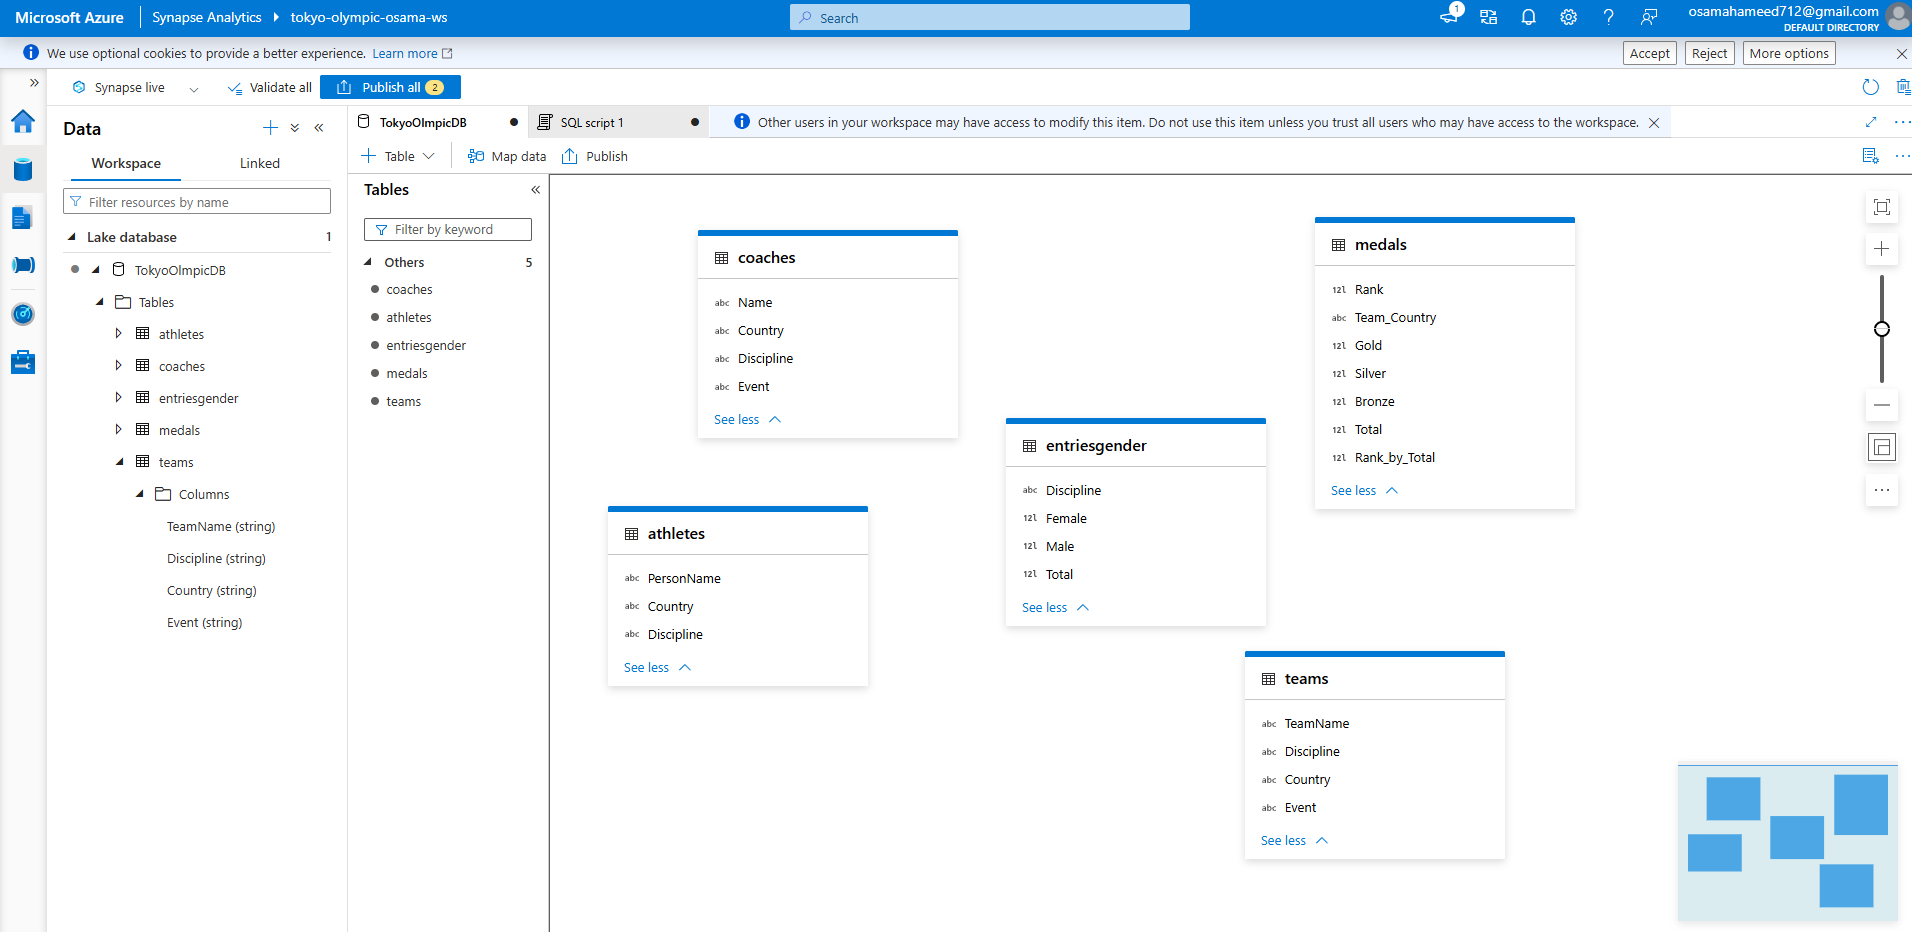 Microsoft Azure
Synapse Analytics
tokyo-olympic-osama-ws
Search
1
osamahameed712@gmail.com
DEFAULT DIRECTORY
We use optional cookies to provide a better experience. Learn more
Accept
Reject
More options
Synapse live
Validate all
Publish all 2
Data
Workspace
Linked
Filter resources by name
Lake database 1
TokyoOlmpicDB
Tables
athletes
coaches
entriesgender
medals
teams
Columns
TeamName (string)
Discipline (string)
Country (string)
Event (string)
TokyoOlmpicDB
SQL script 1
Other users in your workspace may have access to modify this item. Do not use this item unless you trust all users who may have access to the workspace.
Table
Map data
Publish
Tables
Filter by keyword
Others 5
coaches
athletes
entriesgender
medals
teams
coaches
abc Name
abc Country
abc Discipline
abc Event
See less
athletes
abc PersonName
abc Country
abc Discipline
See less
entriesgender
abc Discipline
12l Female
12l Male
12l Total
See less
medals
12l Rank
abc Team_Country
12l Gold
12l Silver
12l Bronze
12l Total
12l Rank_by_Total
See less
teams
abc TeamName
abc Discipline
abc Country
abc Event
See less